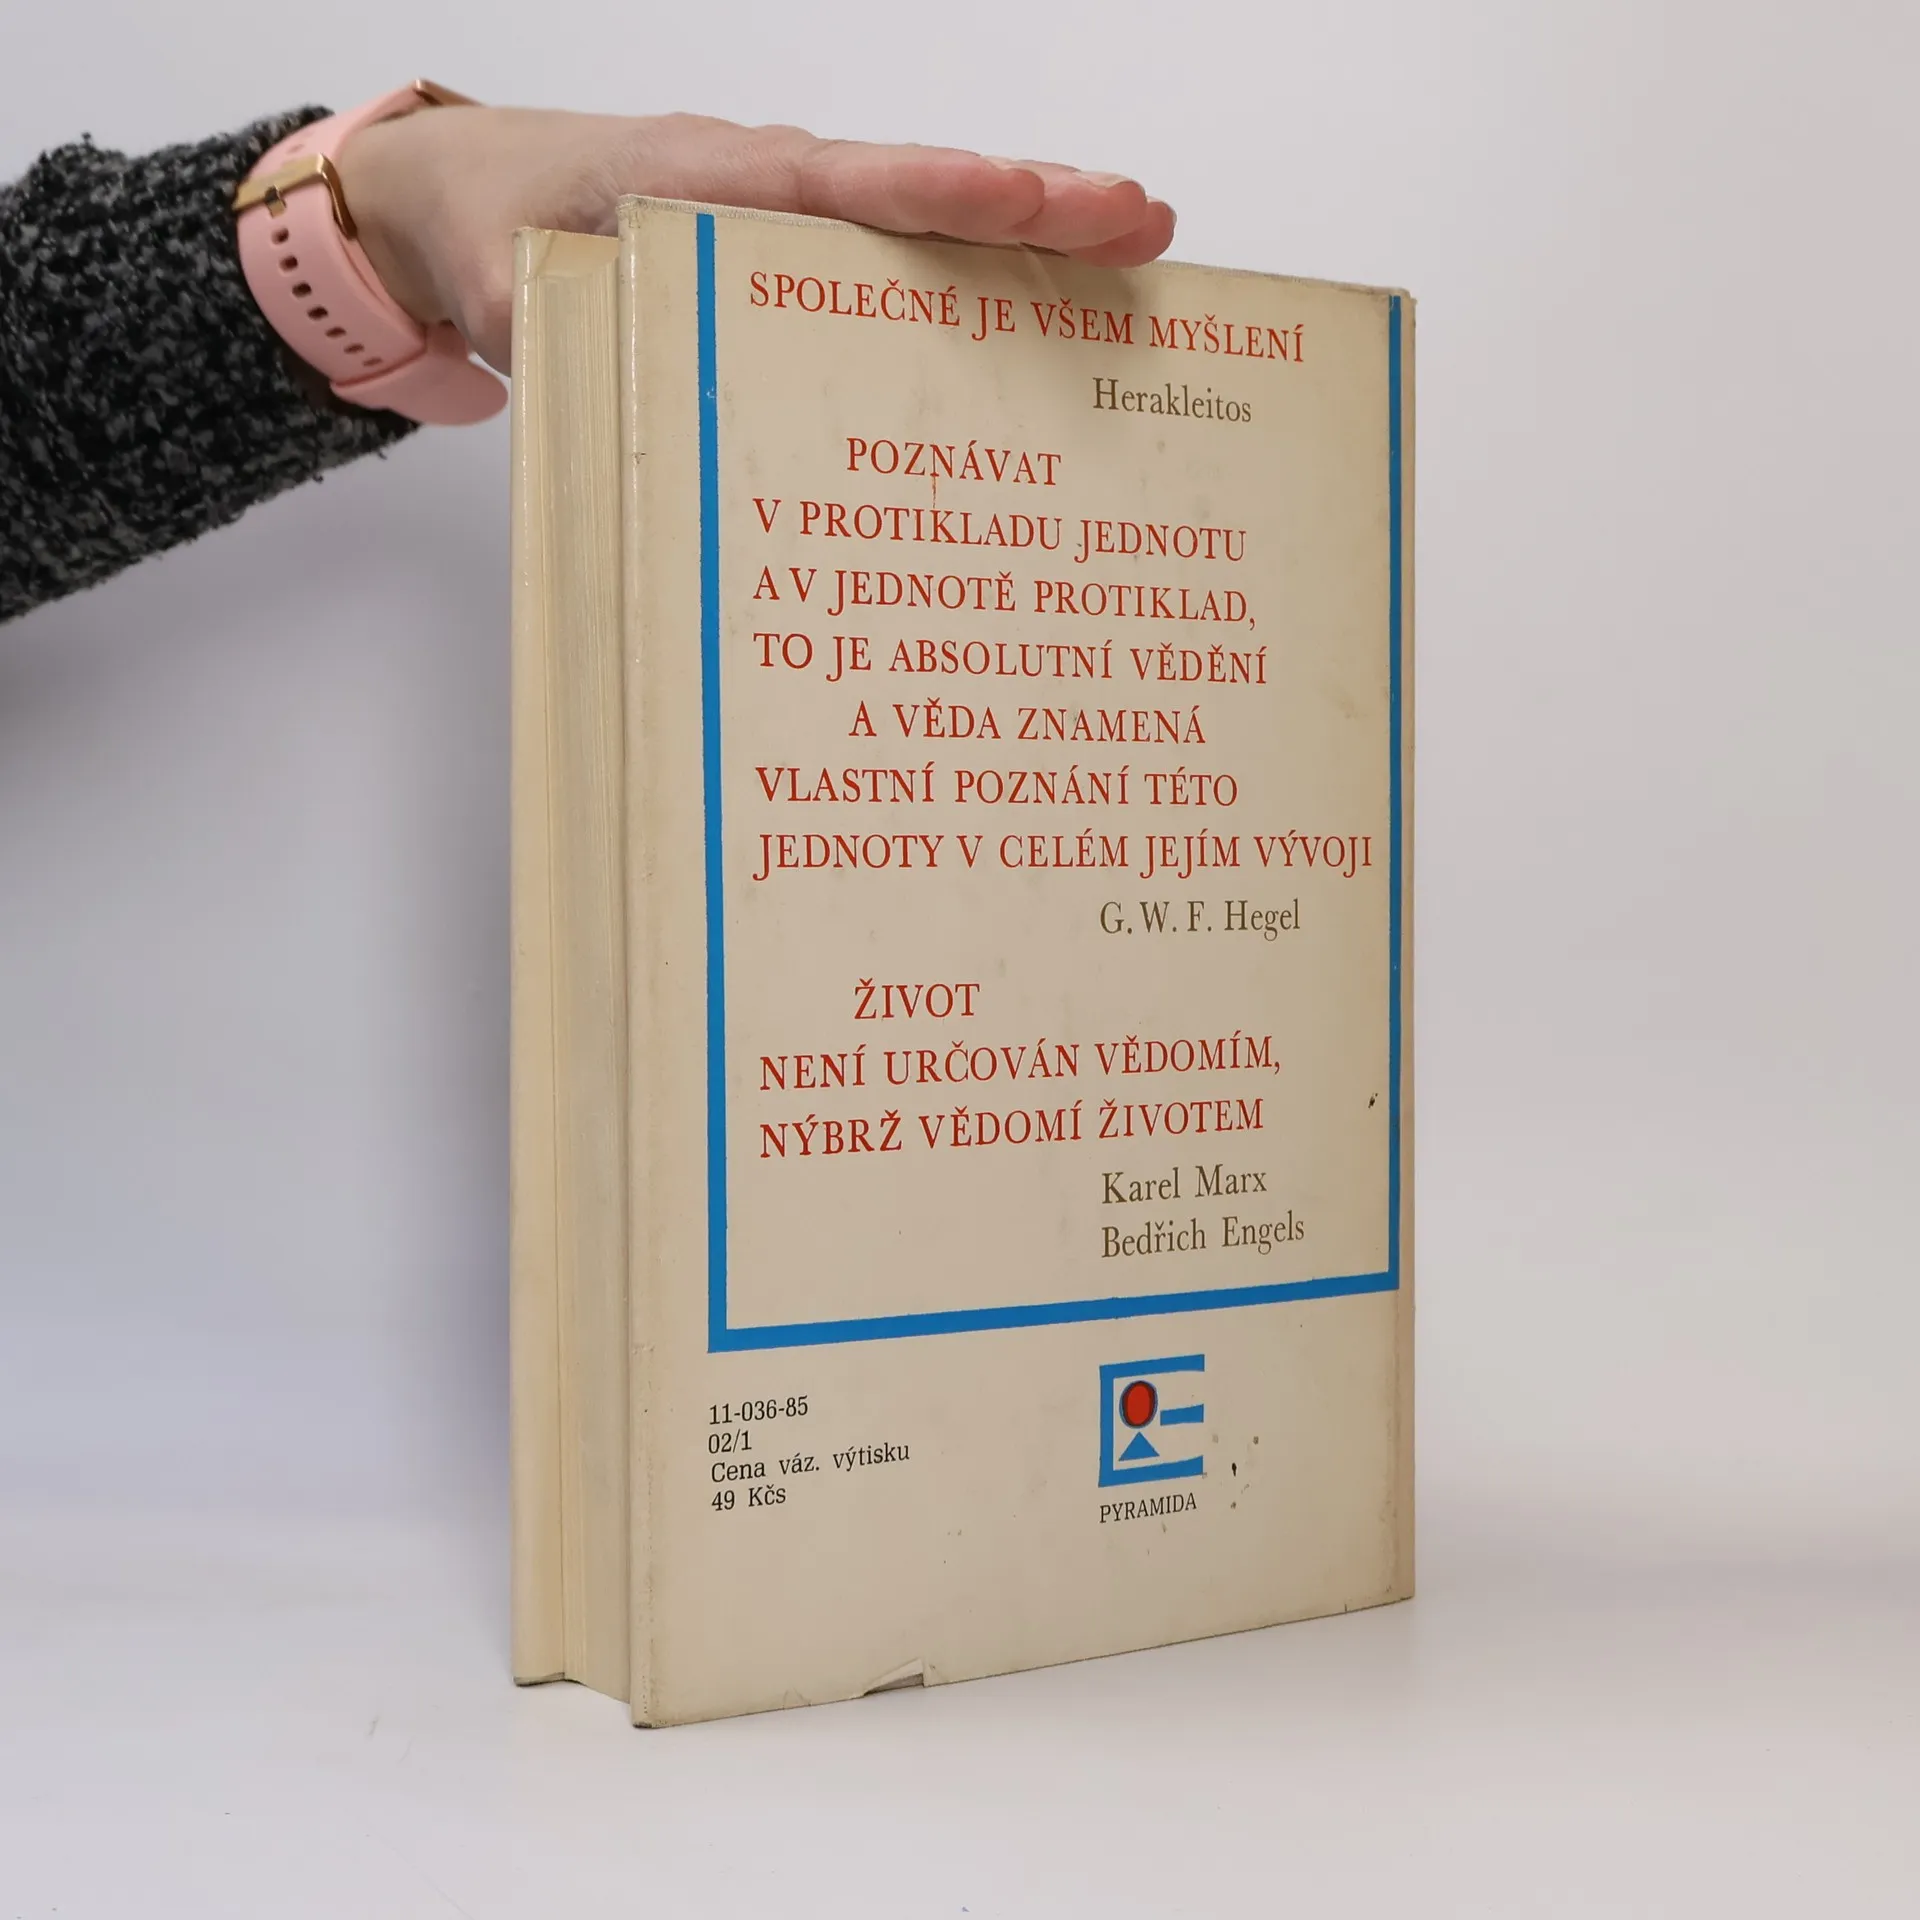 SPOLEČNÉ JE VŠEM MYŠLENÍ
Herakleitos
POZNÁVAT
V PROTIKLADU JEDNOTU
A V JEDNOTĚ PROTIKLAD,
TO JE ABSOLUTNÍ VĚDĚNÍ
A VĚDA ZNAMENÁ
VLASTNÍ POZNÁNÍ TÉTO
JEDNOTY V CELÉM JEJÍM VÝVOJI
G. W. F. Hegel
ŽIVOT
NENÍ URČOVÁN VĚDOMÍM,
NÝBRŽ VĚDOMÍ ŽIVOTEM
Karel Marx
Bedřich Engels
11-036-85
02/1
Cena váz. výtisku
49 Kčs
PYRAMIDA